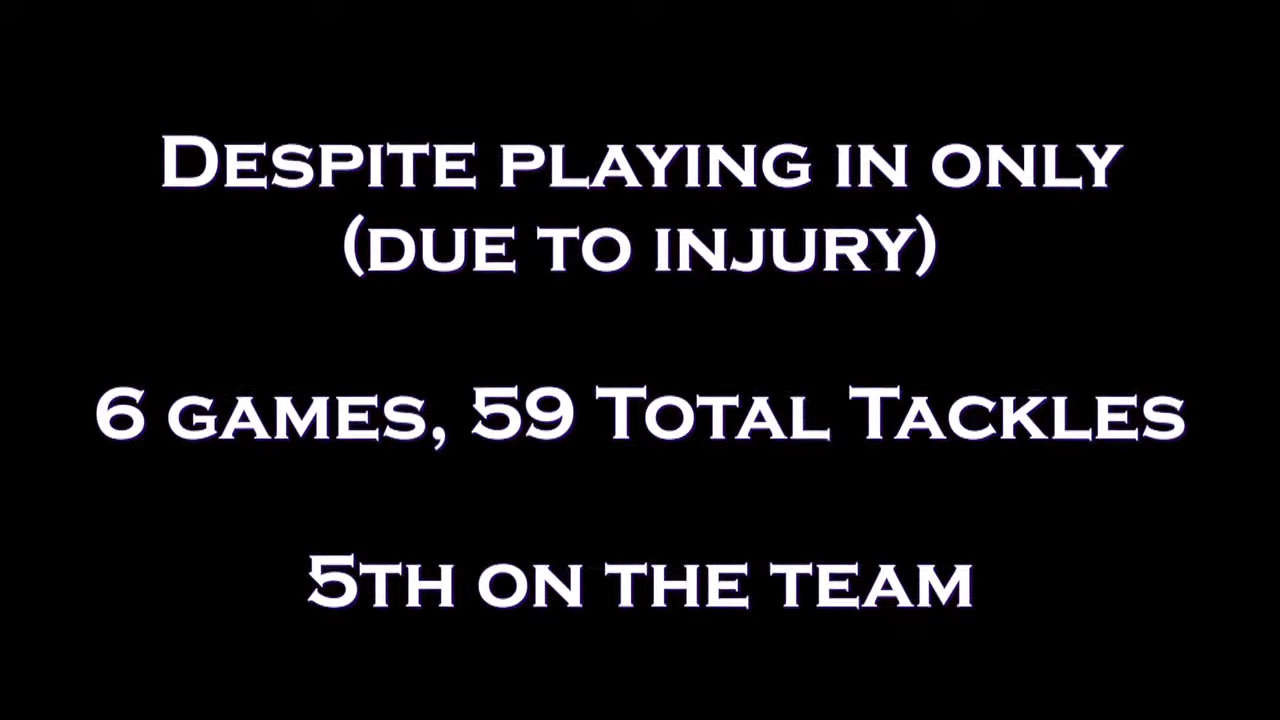 Despite playing in only
(due to injury)
6 games, 59 Total Tackles
5th on the team